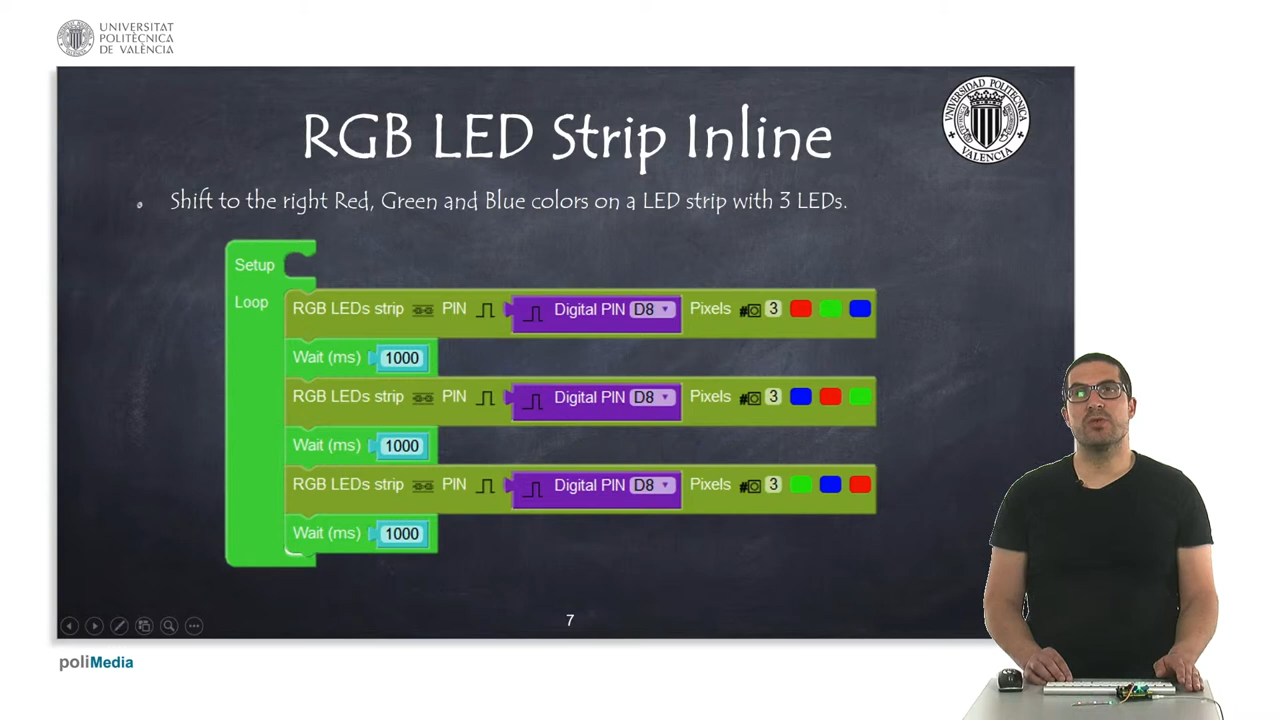 UNIVERSITAT
POLITÈCNICA
DE VALÈNCIA
UNIVERSIDAD POLITECNICA
VALENCIA
RGB LED Strip Inline
Shift to the right Red, Green and Blue colors on a LED strip with 3 LEDs.
Setup
Loop
RGB LEDs strip PIN Digital PIN D8 Pixels # 3
Wait (ms) 1000
RGB LEDs strip PIN Digital PIN D8 Pixels # 3
Wait (ms) 1000
RGB LEDs strip PIN Digital PIN D8 Pixels # 3
Wait (ms) 1000
7
poliMedia